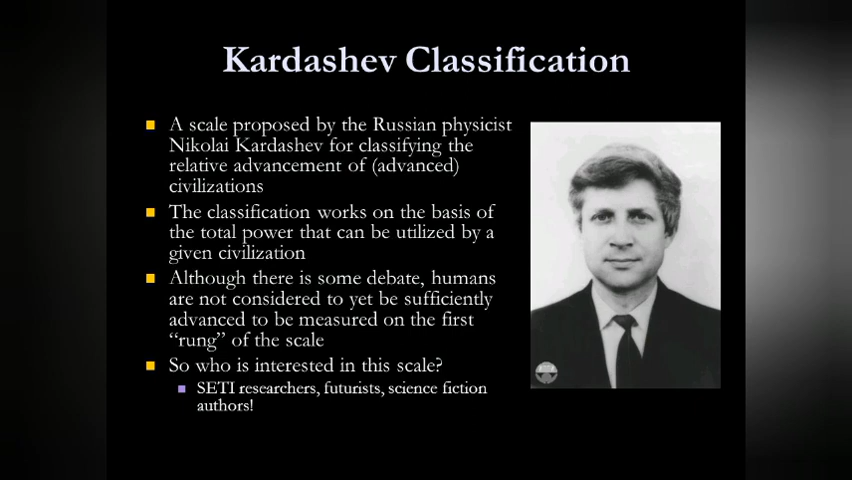 Kardashev Classification
A scale proposed by the Russian physicist
Nikolai Kardashev for classifying the
relative advancement of (advanced)
civilizations
The classification works on the basis of
the total power that can be utilized by a
given civilization
Although there is some debate, humans
are not considered to yet be sufficiently
advanced to be measured on the first
“rung” of the scale
So who is interested in this scale?
SETI researchers, futurists, science fiction
authors!